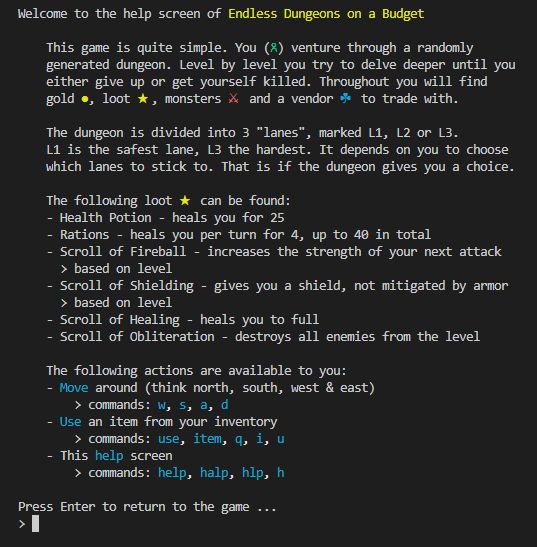 Welcome to the help screen of Endless Dungeons on a Budget
This game is quite simple. You (🎗) venture through a randomly
generated dungeon. Level by level you try to delve deeper until you
either give up or get yourself killed. Throughout you will find
gold ●, loot ★, monsters ⚔ and a vendor ☘ to trade with.
The dungeon is divided into 3 "lanes", marked L1, L2 or L3.
L1 is the safest lane, L3 the hardest. It depends on you to choose
which lanes to stick to. That is if the dungeon gives you a choice.
The following loot ★ can be found:
- Health Potion - heals you for 25
- Rations - heals you per turn for 4, up to 40 in total
- Scroll of Fireball - increases the strength of your next attack
> based on level
- Scroll of Shielding - gives you a shield, not mitigated by armor
> based on level
- Scroll of Healing - heals you to full
- Scroll of Obliteration - destroys all enemies from the level
The following actions are available to you:
- Move around (think north, south, west & east)
> commands: w, s, a, d
- Use an item from your inventory
> commands: use, item, q, i, u
- This help screen
> commands: help, halp, hlp, h
Press Enter to return to the game ...
>